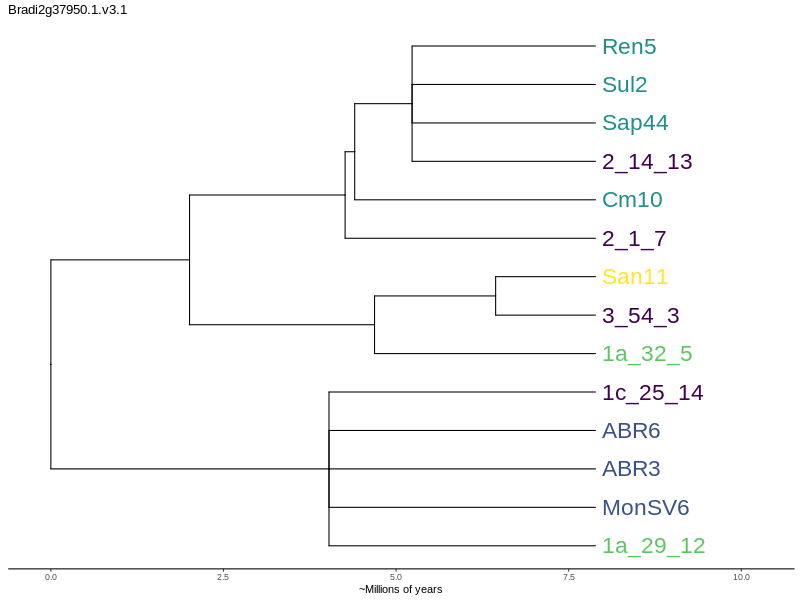 Bradi2g37950.1.v3.1
Ren5
Sul2
Sap44
2_14_13
Cm10
2_1_7
San11
3_54_3
1a_32_5
1c_25_14
ABR6
ABR3
MonSV6
1a_29_12
0.0 2.5 5.0 7.5 10.0
~Millions of years